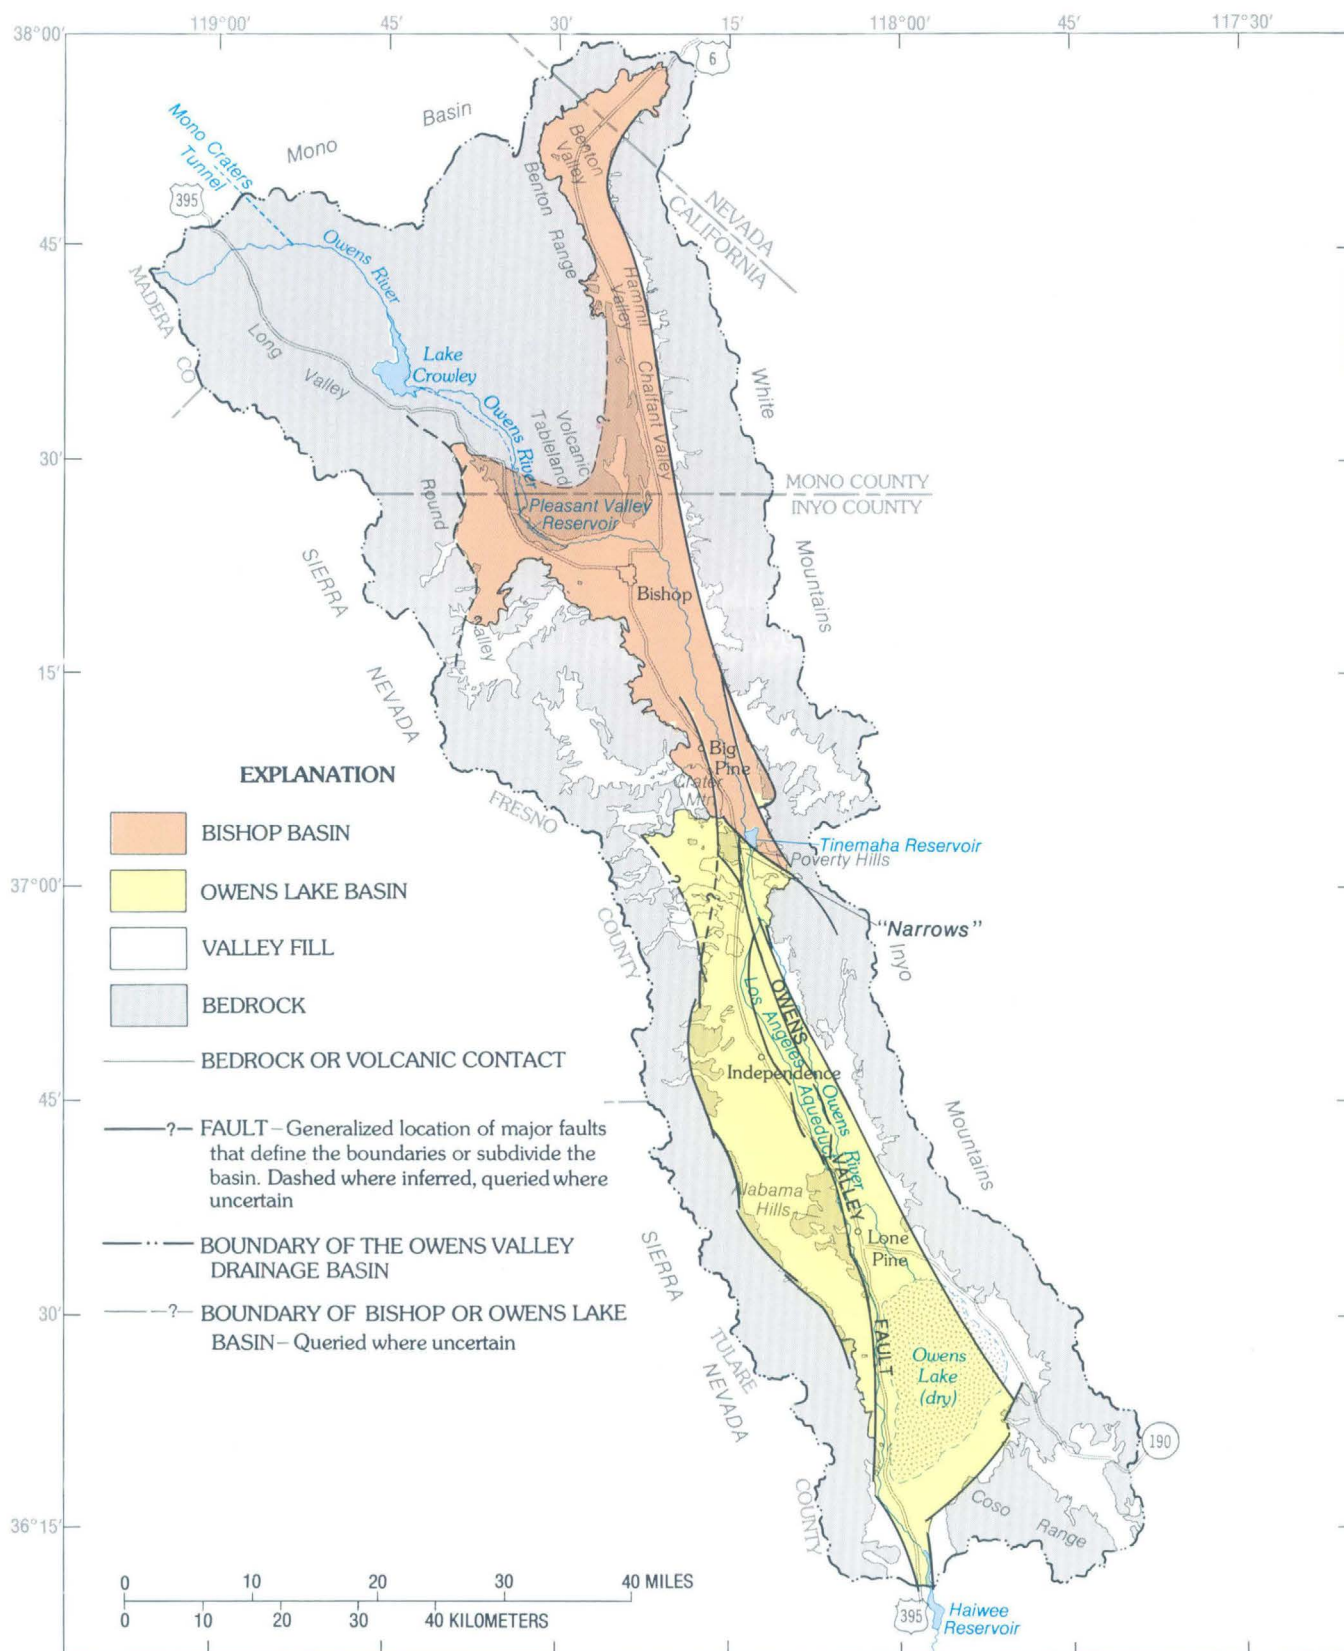 119°00′ 45′ 30′ 15′ 118°00′ 45′ 117°30′
38°00′
6
Mono Basin
Mono Craters
Tunnel
395
Benton
Valley
Benton Range
NEVADA
CALIFORNIA
45′
Owens River
MADERA CO
Hammil
Valley
Long Valley
Lake
Crowley
Chalfant Valley
White
Owens River
Volcanic
Tableland
?
30′
MONO COUNTY
INYO COUNTY
Round
Pleasant Valley
Reservoir
Mountains
SIERRA
Bishop
Valley
15′
NEVADA
Big
Pine
Crater
Mtn
EXPLANATION
FRESNO
BISHOP BASIN
Tinemaha Reservoir
Poverty Hills
37°00′
OWENS LAKE BASIN
?
COUNTY
"Narrows"
Inyo
VALLEY FILL
OWENS
Los Angeles
BEDROCK
BEDROCK OR VOLCANIC CONTACT
Independence
45′
Aqueduct
Owens River
Mountains
? FAULT – Generalized location of major faults
that define the boundaries or subdivide the
basin. Dashed where inferred, queried where
uncertain
VALLEY
Alabama
Hills
Lone
Pine
SIERRA
BOUNDARY OF THE OWENS VALLEY
DRAINAGE BASIN
30′
? BOUNDARY OF BISHOP OR OWENS LAKE
BASIN – Queried where uncertain
FAULT
TULARE
NEVADA
Owens
Lake
(dry)
190
COUNTY
Coso Range
36°15′
0 10 20 30 40 MILES
0 10 20 30 40 KILOMETERS
395
Haiwee
Reservoir